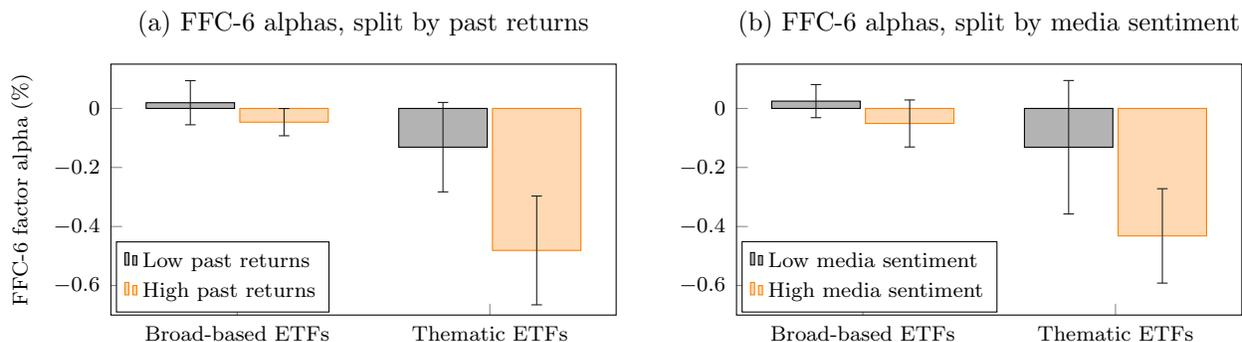 (a) FFC-6 alphas, split by past returns
FFC-6 factor alpha (%)
0
−0.2
−0.4
−0.6
Low past returns
High past returns
Broad-based ETFs
Thematic ETFs
(b) FFC-6 alphas, split by media sentiment
0
−0.2
−0.4
−0.6
Low media sentiment
High media sentiment
Broad-based ETFs
Thematic ETFs